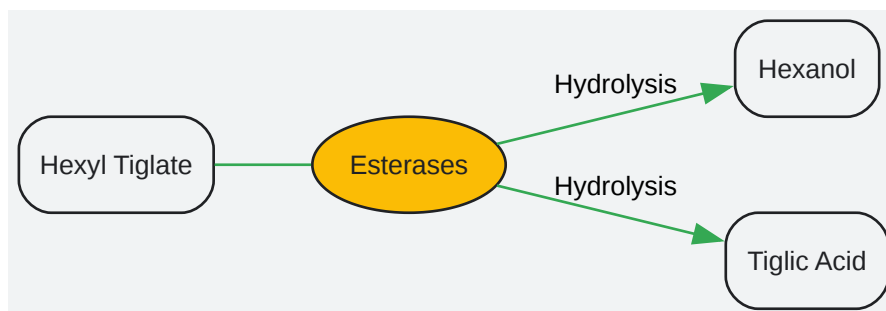 Hexyl Tiglate
Esterases
Hydrolysis
Hexanol
Hydrolysis
Tiglic Acid